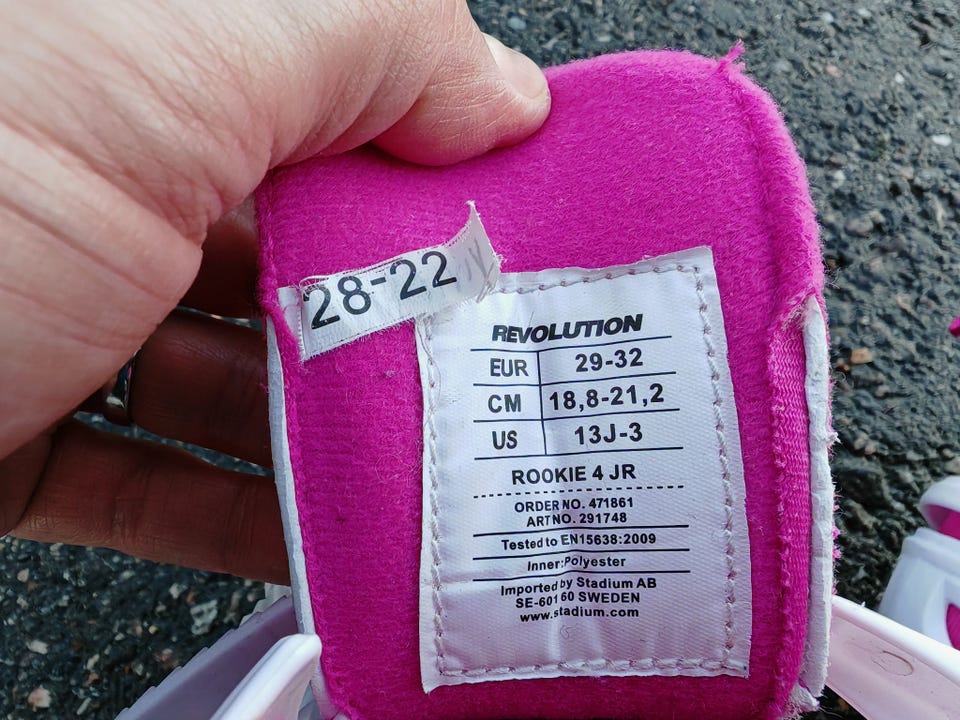 28-22
REVOLUTION
EUR 29-32
CM 18,8-21,2
US 13J-3
ROOKIE 4 JR
ORDER NO. 471861
ART NO. 291748
Tested to EN15638:2009
Inner:Polyester
Imported by Stadium AB
SE-601 60 SWEDEN
www.stadium.com